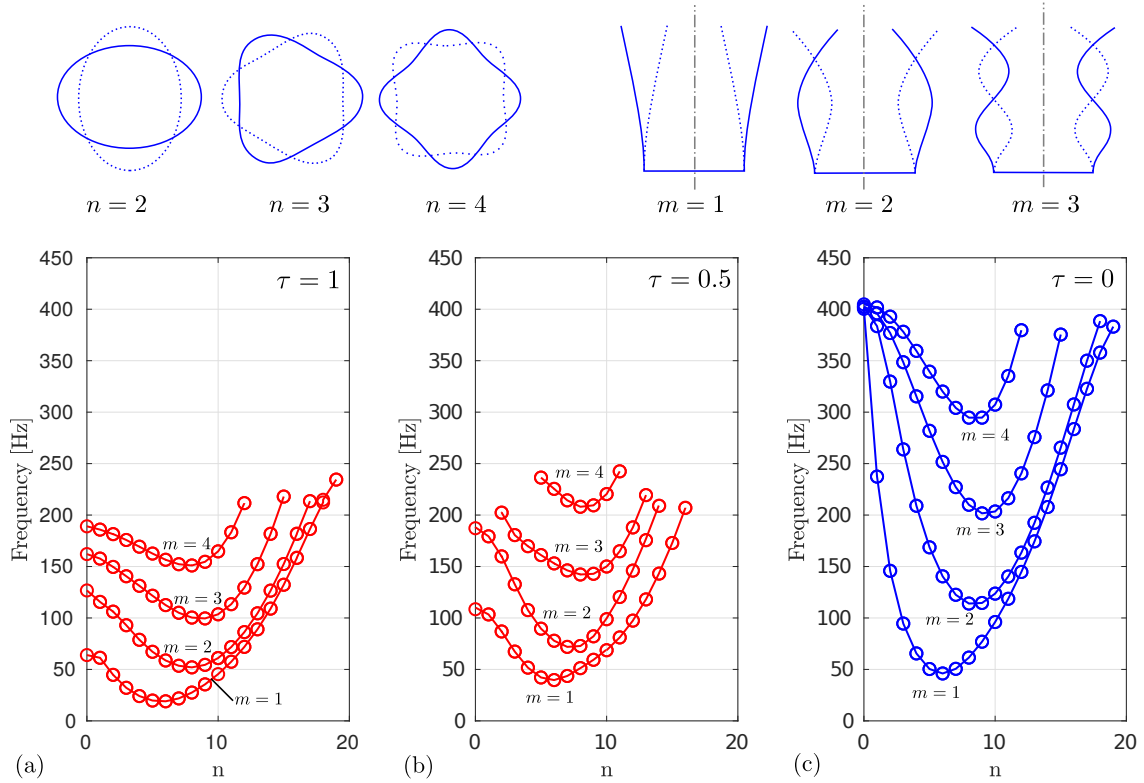 n = 2
n = 3
n = 4
m = 1
m = 2
m = 3
450
400
350
300
250
200
150
100
50
0
Frequency [Hz]
τ = 1
m = 4
m = 3
m = 2
m = 1
0
10
20
n
(a)
450
400
350
300
250
200
150
100
50
0
Frequency [Hz]
τ = 0.5
m = 4
m = 3
m = 2
m = 1
0
10
20
n
(b)
450
400
350
300
250
200
150
100
50
0
Frequency [Hz]
τ = 0
m = 4
m = 3
m = 2
m = 1
0
10
20
n
(c)